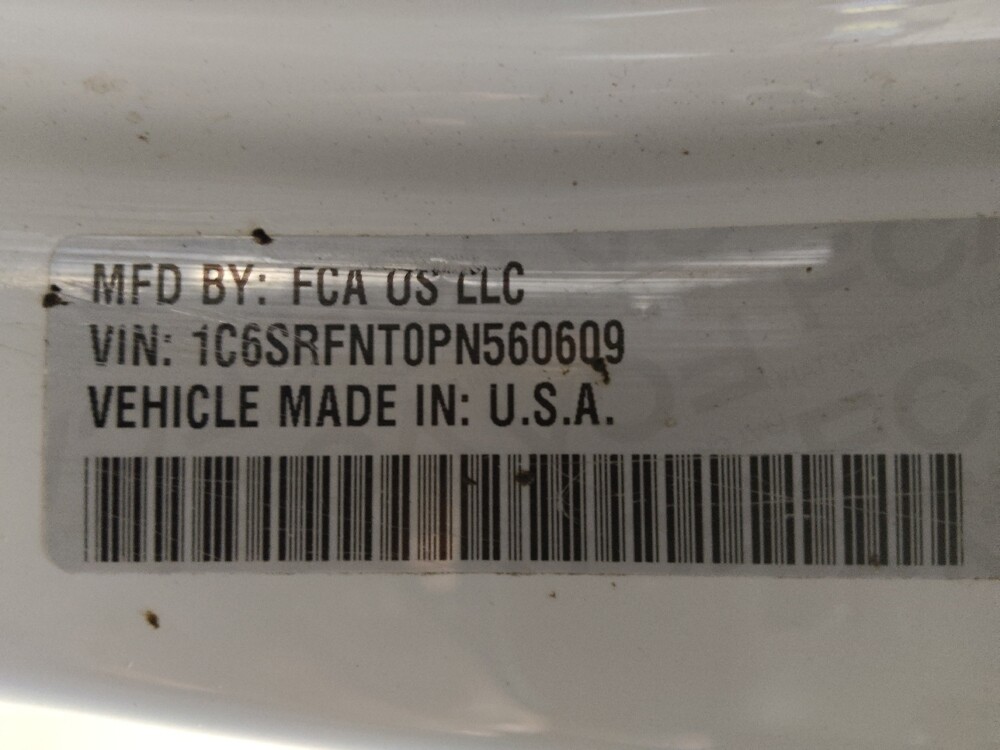 MFD BY: FCA US LLC
VIN: 1C6SRFNT0PN560609
VEHICLE MADE IN: U.S.A.